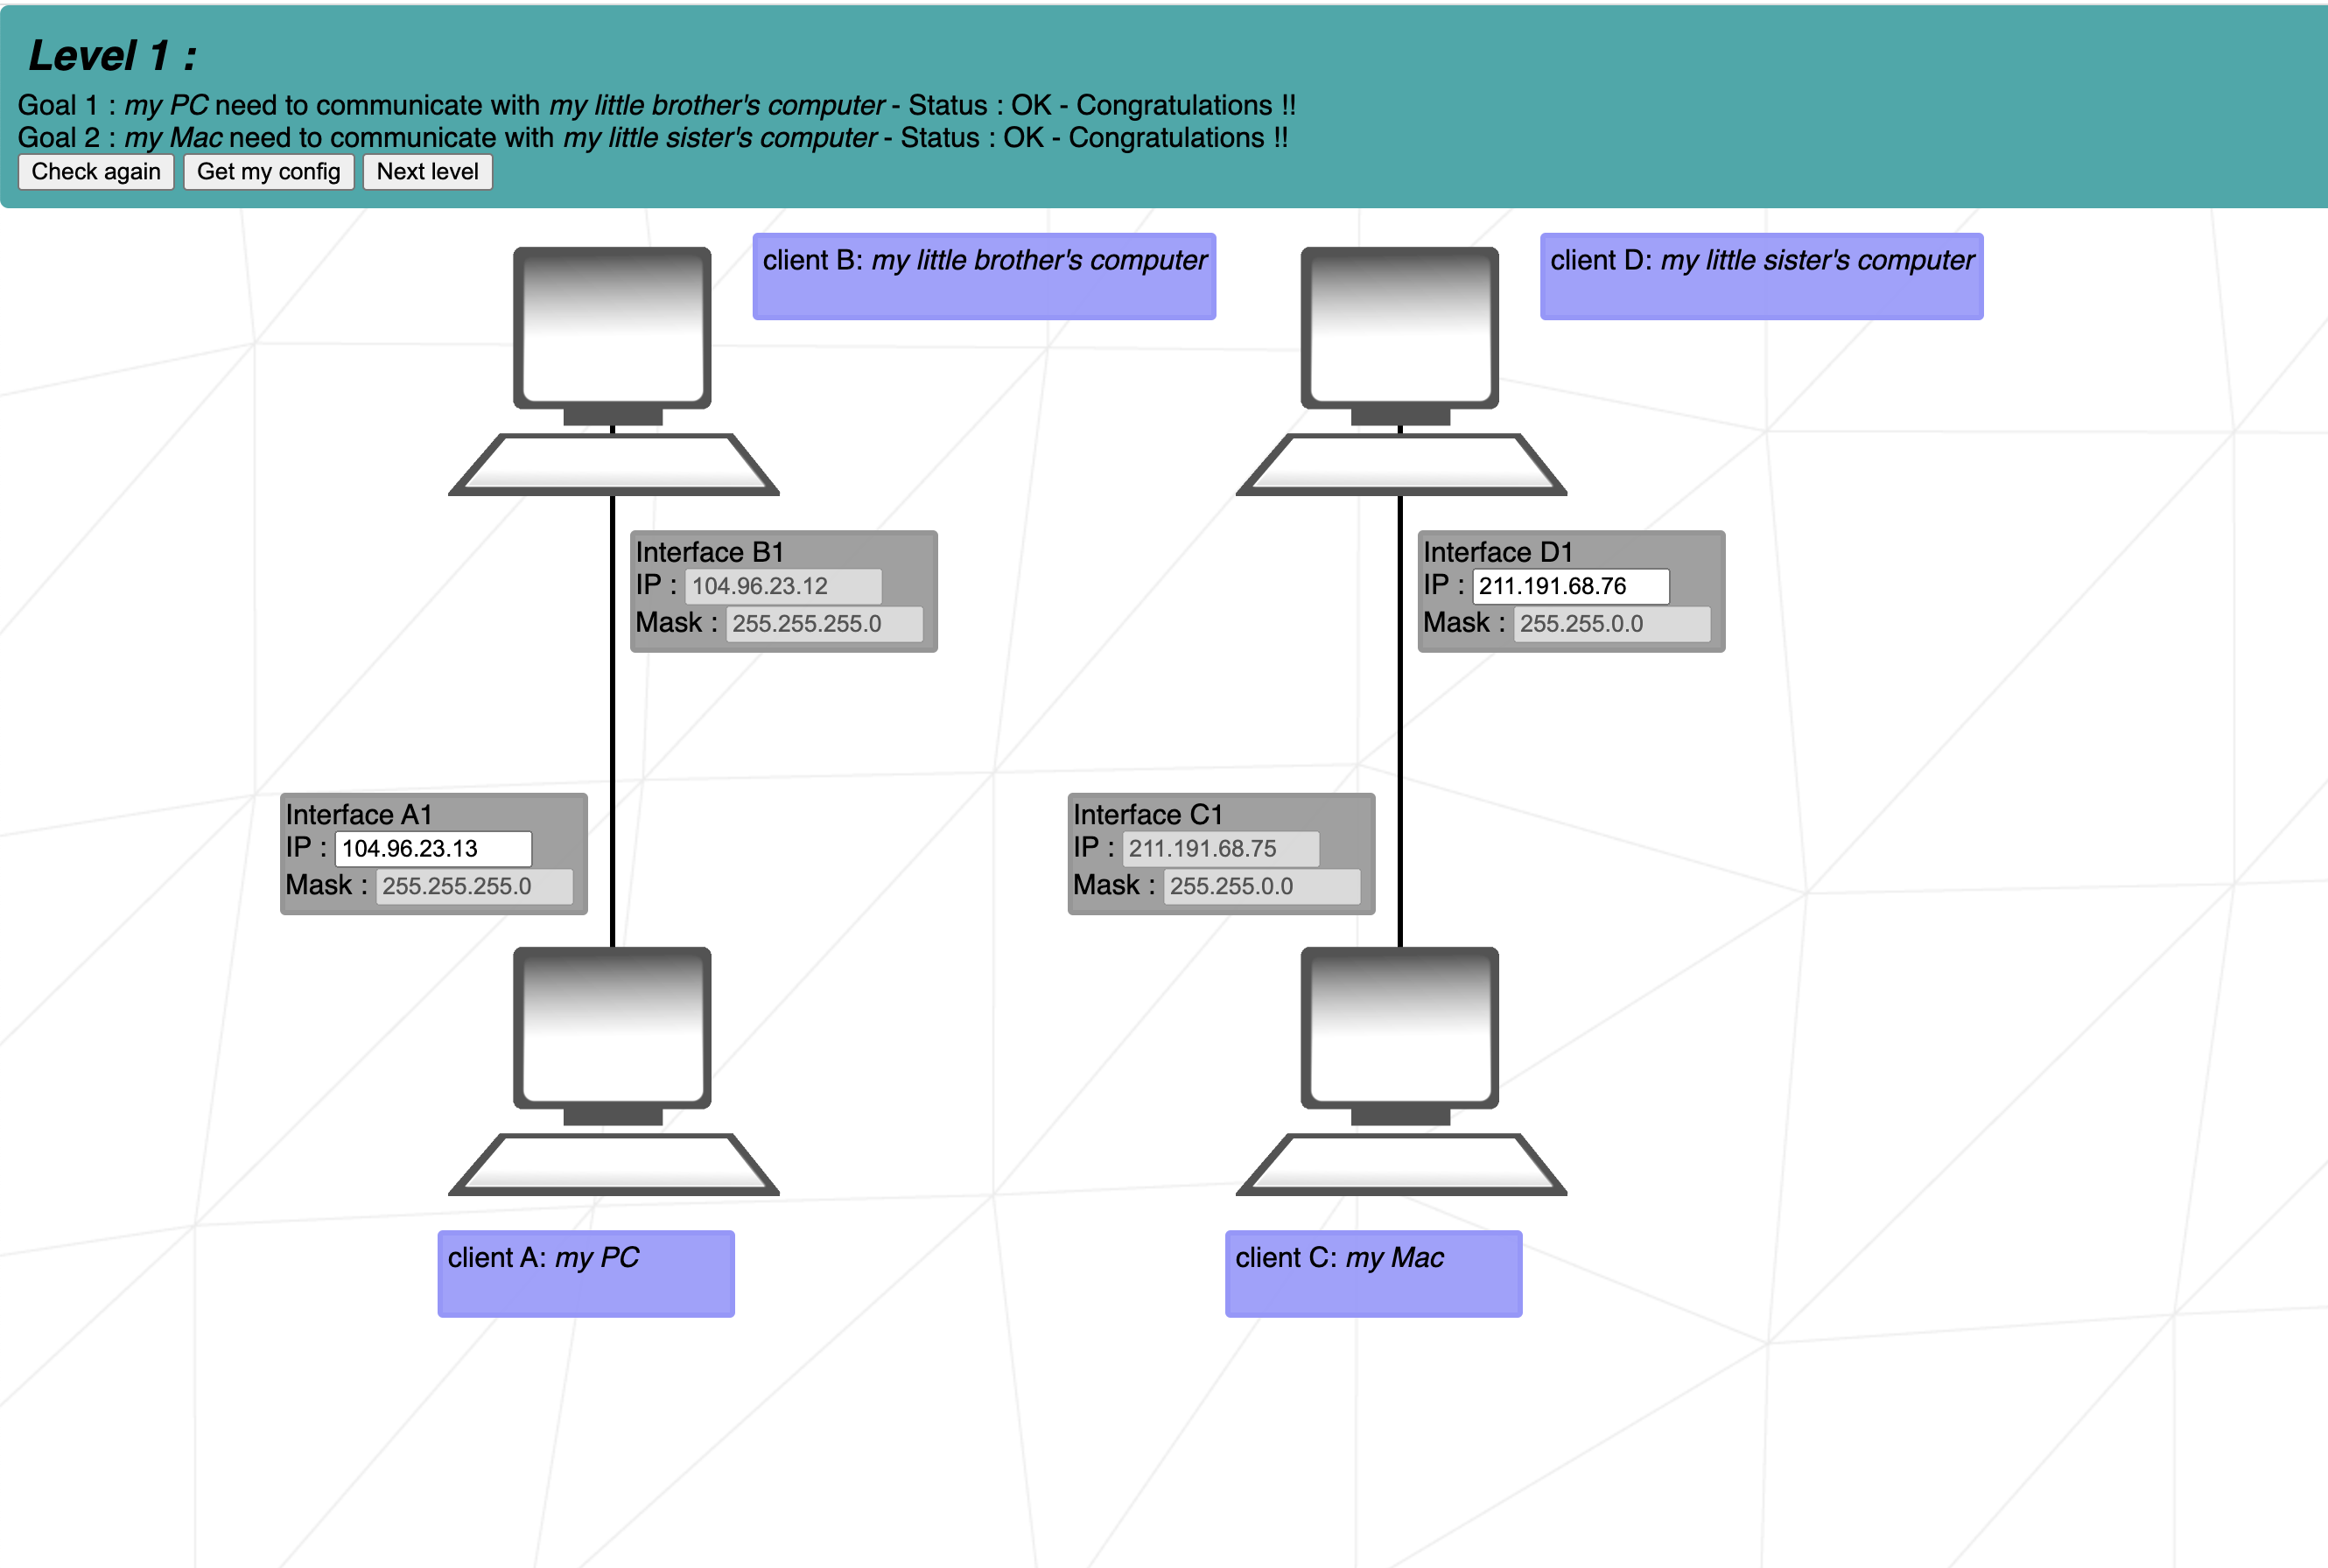 Level 1 :
Goal 1 : my PC need to communicate with my little brother's computer - Status : OK - Congratulations !!
Goal 2 : my Mac need to communicate with my little sister's computer - Status : OK - Congratulations !!
Check again Get my config Next level
client B: my little brother's computer
client D: my little sister's computer
Interface B1
IP : 104.96.23.12
Mask : 255.255.255.0
Interface D1
IP : 211.191.68.76
Mask : 255.255.0.0
Interface A1
IP : 104.96.23.13
Mask : 255.255.255.0
Interface C1
IP : 211.191.68.75
Mask : 255.255.0.0
client A: my PC
client C: my Mac